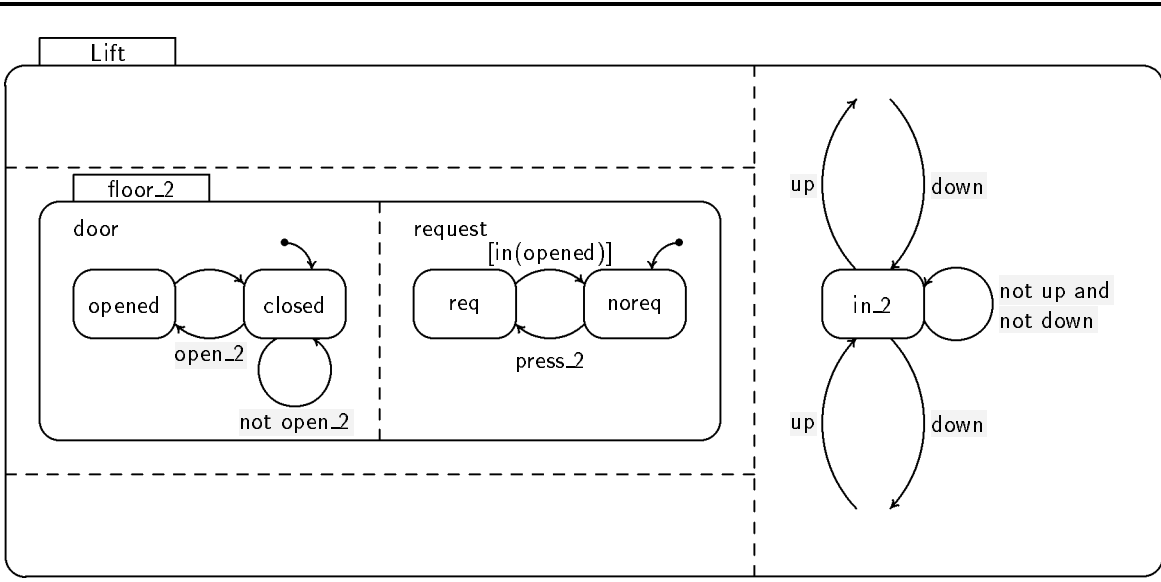 Lift
floor_2
door
request
[in(opened)]
opened
closed
req
noreq
open_2
press_2
not open_2
up
down
in_2
not up and
not down
up
down